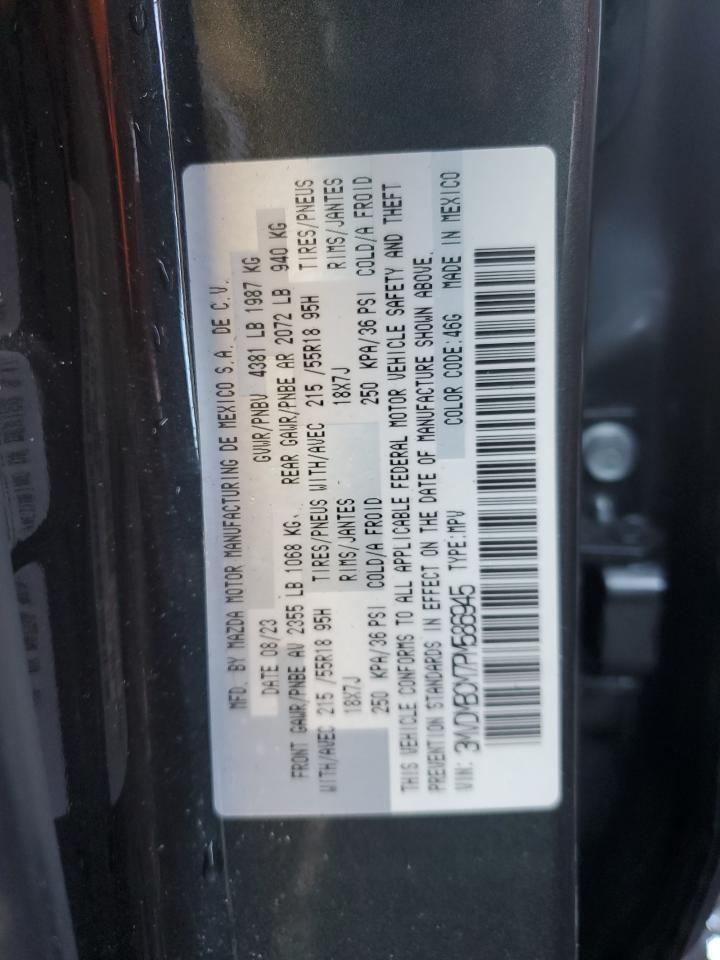 MFD. BY MAZDA MOTOR MANUFACTURING DE MEXICO S.A. DE C.V.
DATE 08/23 GVWR/PNBV 4381 LB 1987 KG
FRONT GAWR/PNBE AV 2355 LB 1068 KG. REAR GAWR/PNBE AR 2072 LB 940 KG
WITH/AVEC 215 /55R18 95H TIRES/PNEUS WITH/AVEC 215 /55R18 95H TIRES/PNEUS
18X7J RIMS/JANTES 18X7J RIMS/JANTES
250 KPA/36 PSI COLD/A FROID 250 KPA/36 PSI COLD/A FROID
THIS VEHICLE CONFORMS TO ALL APPLICABLE FEDERAL MOTOR VEHICLE SAFETY AND THEFT
PREVENTION STANDARDS IN EFFECT ON THE DATE OF MANUFACTURE SHOWN ABOVE.
VIN: 3MVDMBCM7PM586945 TYPE:MPV COLOR CODE:46G MADE IN MEXICO